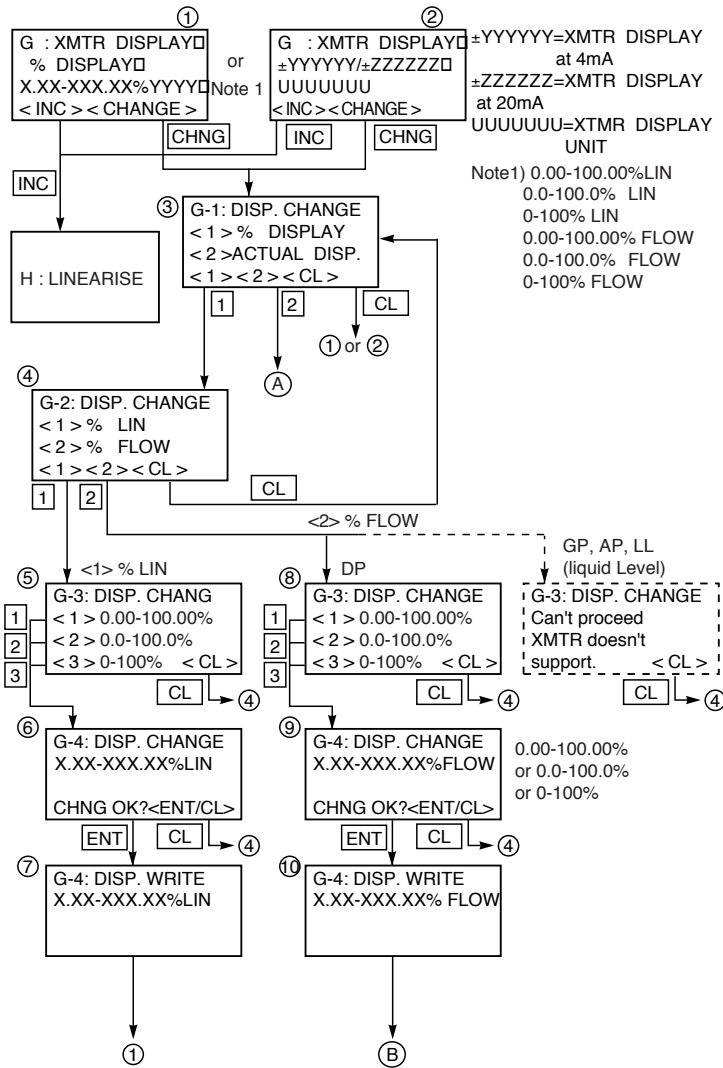 ①
G : XMTR DISPLAY□
% DISPLAY□
X.XX-XXX.XX%YYYY□
< INC > < CHANGE >
or
Note 1
②
G : XMTR DISPLAY□
±YYYYYY/±ZZZZZZ□
UUUUUUU
< INC > < CHANGE >
±YYYYYY=XMTR DISPLAY
at 4mA
±ZZZZZZ=XMTR DISPLAY
at 20mA
UUUUUUU=XTMR DISPLAY
UNIT
Note1) 0.00-100.00%LIN
0.0-100.0% LIN
0-100% LIN
0.00-100.00% FLOW
0.0-100.0% FLOW
0-100% FLOW
CHNG
INC
CHNG
INC
H : LINEARISE
③
G-1: DISP. CHANGE
< 1 > % DISPLAY
< 2 >ACTUAL DISP.
< 1 > < 2 > < CL >
1
2
CL
① or ②
Ⓐ
④
G-2: DISP. CHANGE
< 1 > % LIN
< 2 > % FLOW
< 1 > < 2 > < CL >
1
2
CL
<2> % FLOW
<1> % LIN
DP
GP, AP, LL
(liquid Level)
⑤
G-3: DISP. CHANG
< 1 > 0.00-100.00%
< 2 > 0.0-100.0%
< 3 > 0-100% < CL >
1
2
3
CL
④
⑧
G-3: DISP. CHANGE
< 1 > 0.00-100.00%
< 2 > 0.0-100.0%
< 3 > 0-100% < CL >
1
2
3
CL
④
G-3: DISP. CHANGE
Can't proceed
XMTR doesn't
support. < CL >
CL
④
⑥
G-4: DISP. CHANGE
X.XX-XXX.XX%LIN
CHNG OK?<ENT/CL>
ENT
CL
④
⑨
G-4: DISP. CHANGE
X.XX-XXX.XX%FLOW
CHNG OK?<ENT/CL>
0.00-100.00%
or 0.0-100.0%
or 0-100%
ENT
CL
④
⑦
G-4: DISP. WRITE
X.XX-XXX.XX%LIN
①
⑩
G-4: DISP. WRITE
X.XX-XXX.XX% FLOW
Ⓑ